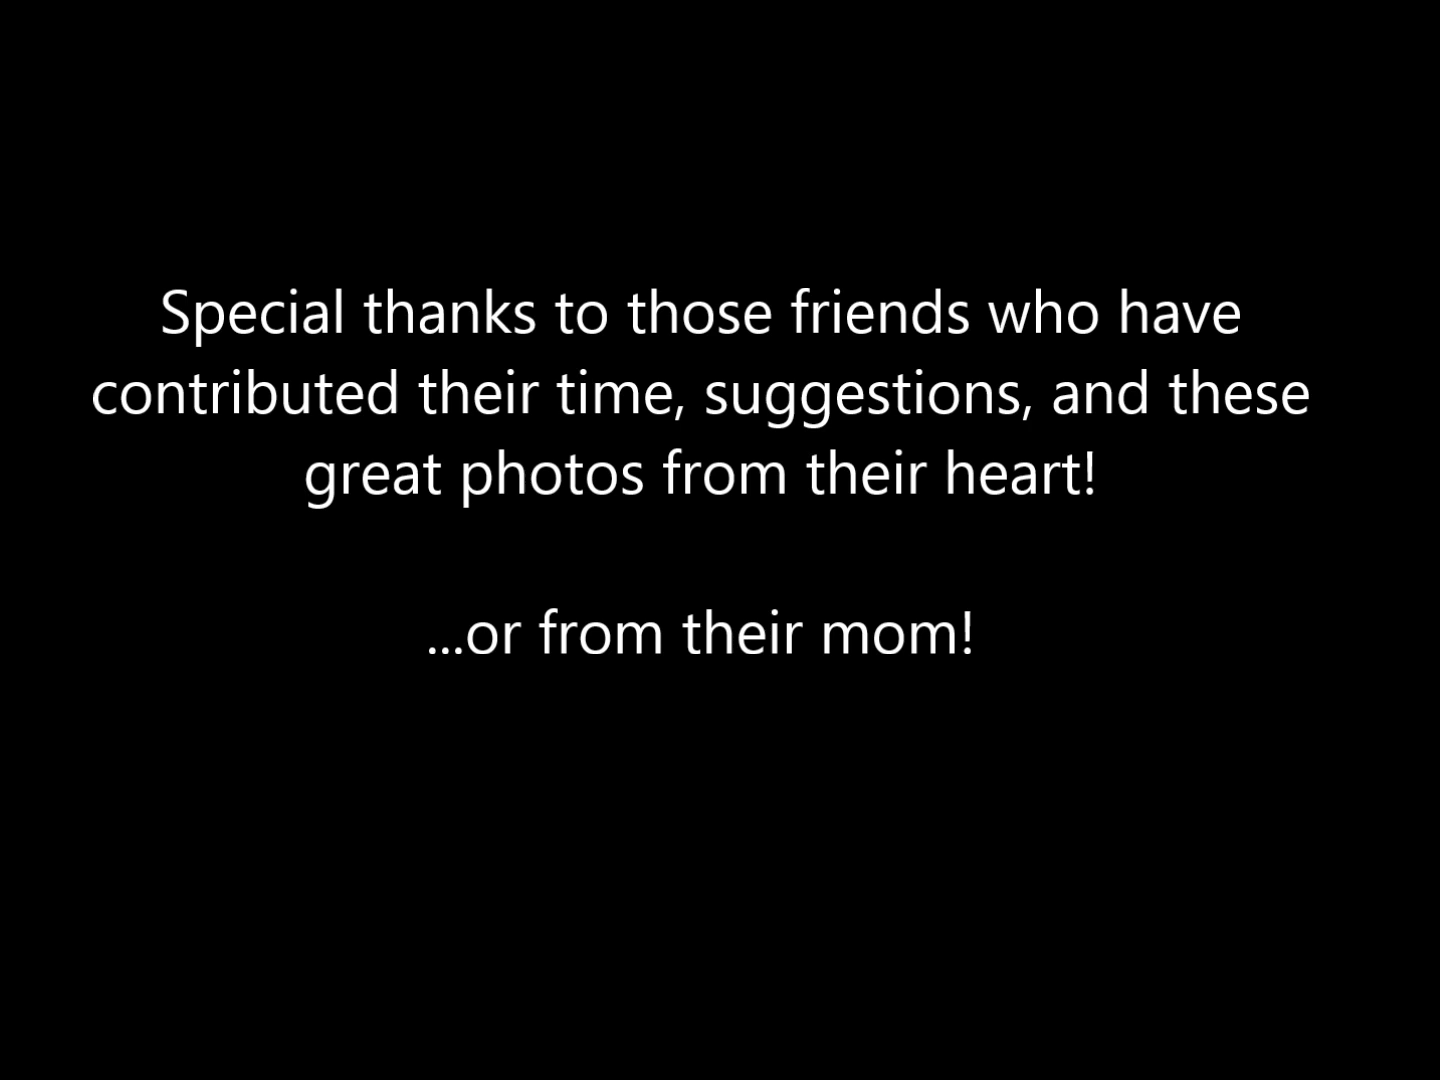 Special thanks to those friends who have
contributed their time, suggestions, and these
great photos from their heart!
...or from their mom!